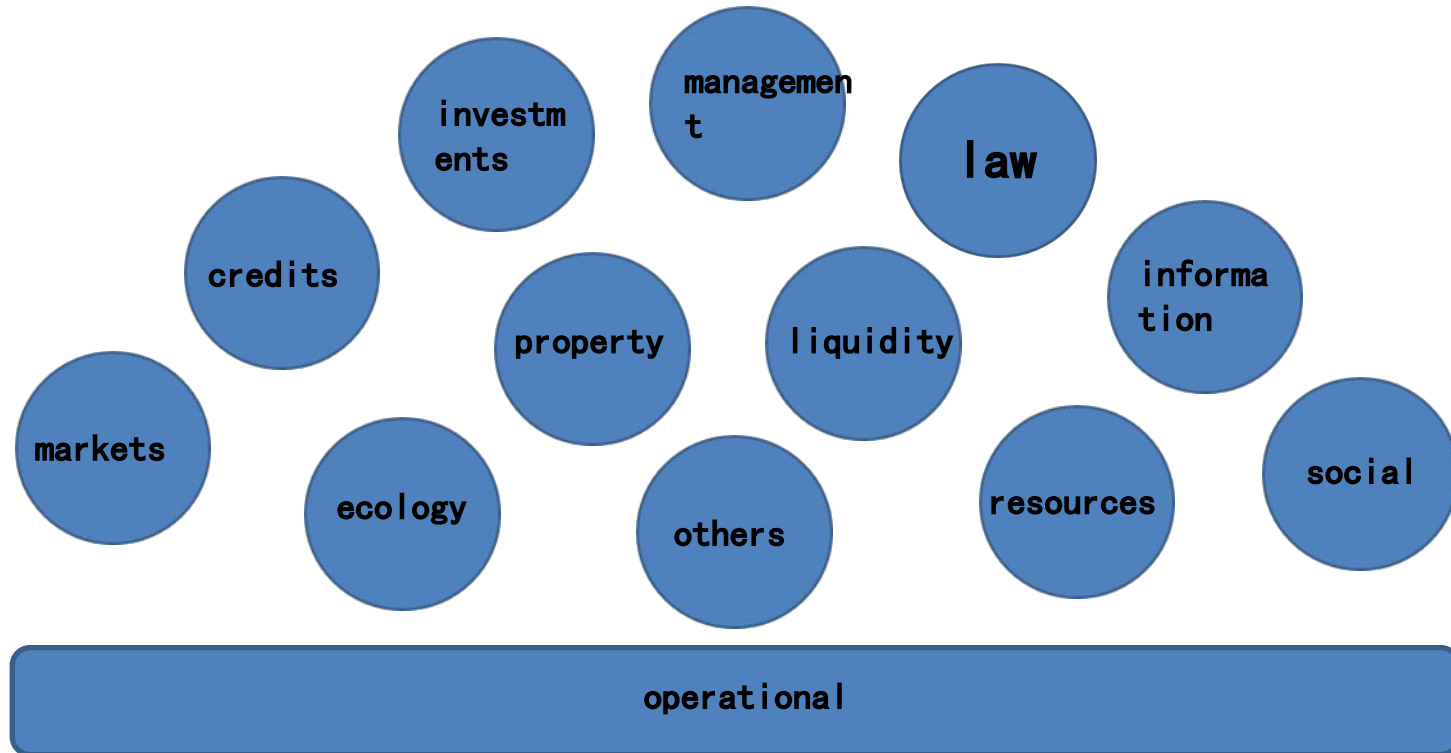 managemen
t
investm
ents
law
credits
informa
tion
property
liquidity
markets
social
ecology
resources
others
operational